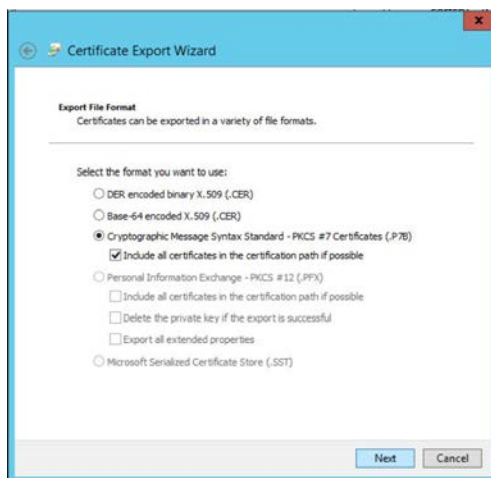 x
Certificate Export Wizard
Export File Format
Certificates can be exported in a variety of file formats.
Select the format you want to use:
DER encoded binary X.509 (.CER)
Base-64 encoded X.509 (.CER)
Cryptographic Message Syntax Standard - PKCS #7 Certificates (.P7B)
Include all certificates in the certification path if possible
Personal Information Exchange - PKCS #12 (.PFX)
Include all certificates in the certification path if possible
Delete the private key if the export is successful
Export all extended properties
Microsoft Serialized Certificate Store (.SST)
Next Cancel